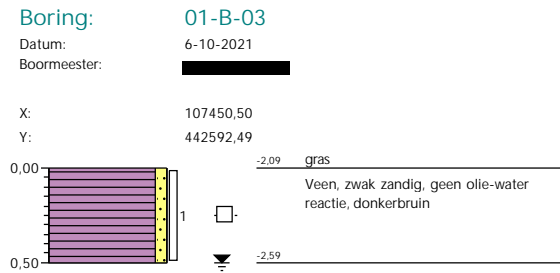 Boring: 01-B-03
Datum: 6-10-2021
Boormeester:
X: 107450,50
Y: 442592,49
0,00 -2,09 gras
Veen, zwak zandig, geen olie-water
reactie, donkerbruin
1
0,50 -2,59